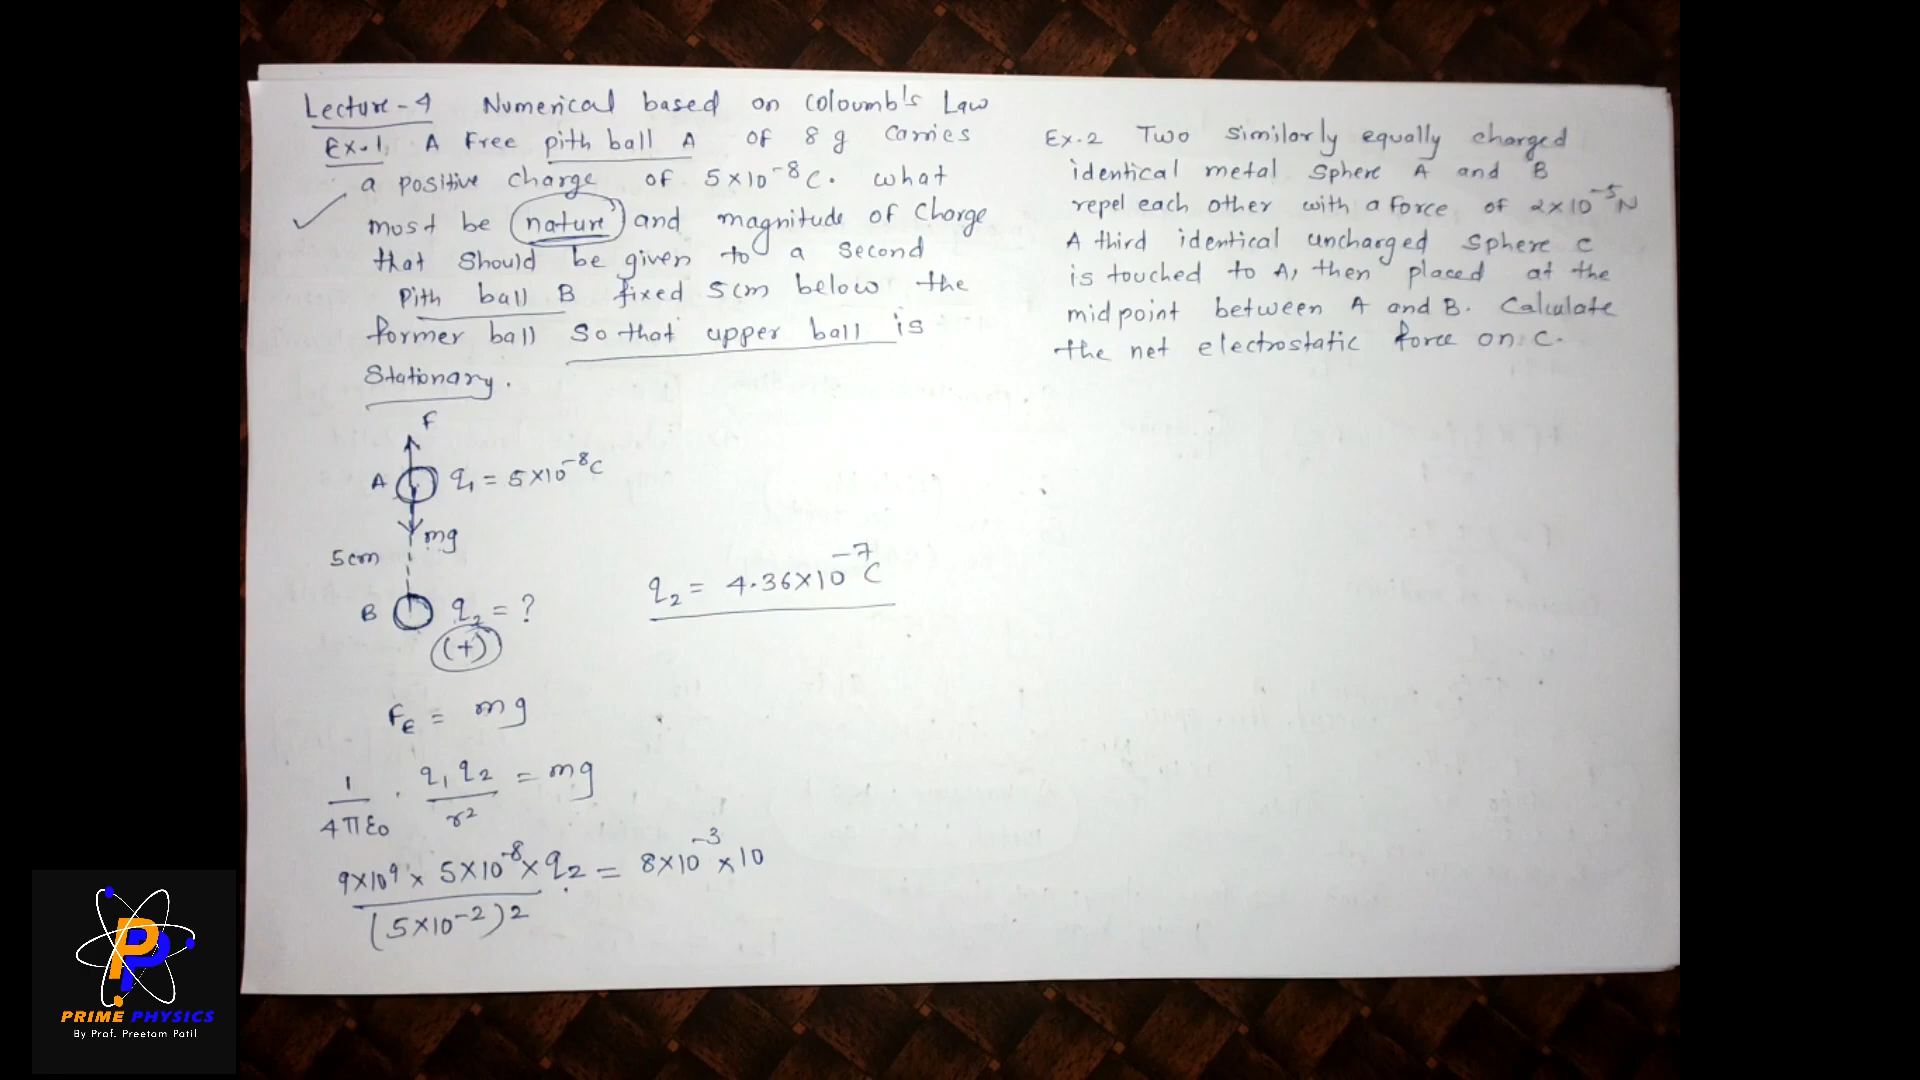 Lecture-4 Numerical based on Coloumb's Law
Ex.1. A Free pith ball A of 8 g carries
a positive charge of 5×10⁻⁸C. what
must be nature and magnitude of Charge
that should be given to a second
Pith ball B fixed 5cm below the
former ball so that upper ball is
Stationary.
F
A q₁ = 5×10⁻⁸C
mg
5cm
B q₂ = ?
(+)
q₂ = 4.36×10⁻⁷C
F_E = mg
1/4πε₀ · q₁q₂/r² = mg
9×10⁹ × 5×10⁻⁸ × q₂ / (5×10⁻²)² = 8×10⁻³ × 10
Ex.2 Two similarly equally charged
identical metal sphere A and B
repel each other with a force of 2×10⁻⁵N
A third identical uncharged sphere C
is touched to A, then placed at the
midpoint between A and B. Calculate
the net electrostatic force on C.
PP
PRIME PHYSICS
By Prof. Preetam Patil